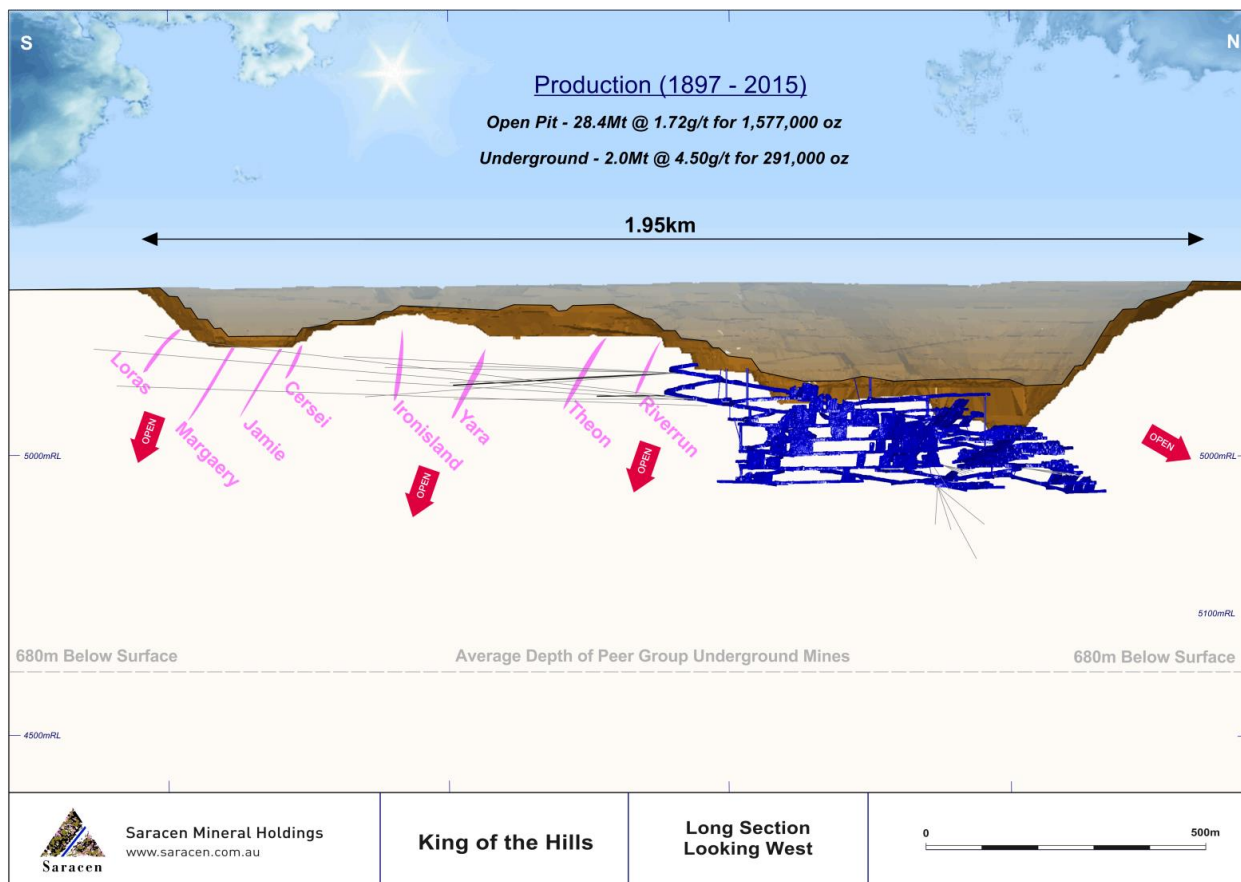 S
N
Production (1897 - 2015)
Open Pit - 28.4Mt @ 1.72g/t for 1,577,000 oz
Underground - 2.0Mt @ 4.50g/t for 291,000 oz
1.95km
Loras
Margaery
Jamie
Cersei
Ironisland
Yara
Theon
Riverrun
OPEN
OPEN
OPEN
OPEN
5000mRL
5000mRL
5100mRL
680m Below Surface
Average Depth of Peer Group Underground Mines
680m Below Surface
4500mRL
Saracen
Saracen Mineral Holdings
www.saracen.com.au
King of the Hills
Long Section
Looking West
0
500m